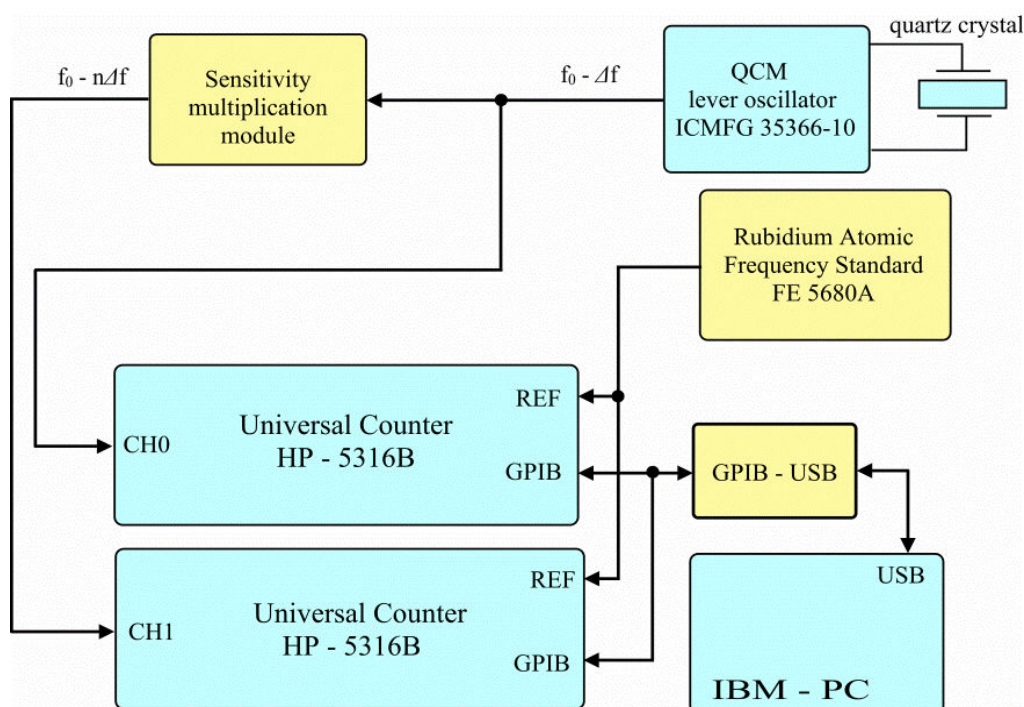 quartz crystal
f₀ - nΔf
Sensitivity
multiplication
module
f₀ - Δf
QCM
lever oscillator
ICMFG 35366-10
Rubidium Atomic
Frequency Standard
FE 5680A
REF
Universal Counter
HP - 5316B
CH0
GPIB
GPIB - USB
REF
USB
Universal Counter
HP - 5316B
CH1
GPIB
IBM - PC